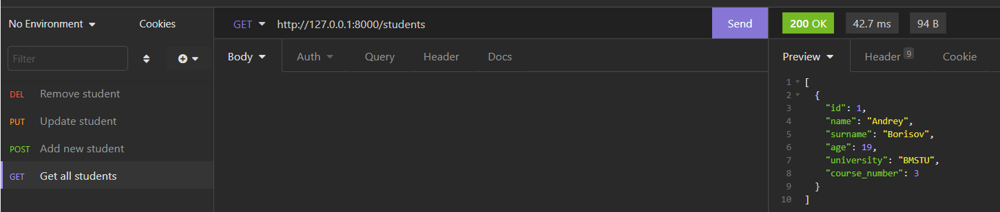 No Environment Cookies GET http://127.0.0.1:8000/students Send 200 OK 42.7 ms 94 B
Filter Body Auth Query Header Docs Preview Header 9 Cookie
DEL Remove student
PUT Update student
POST Add new student
GET Get all students
1 [
2 {
3 "id": 1,
4 "name": "Andrey",
5 "surname": "Borisov",
6 "age": 19,
7 "university": "BMSTU",
8 "course_number": 3
9 }
10 ]